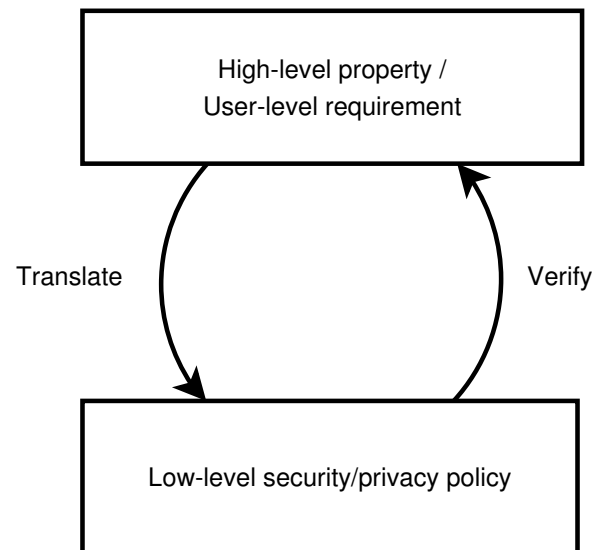 High-level property /
User-level requirement
Translate
Verify
Low-level security/privacy policy